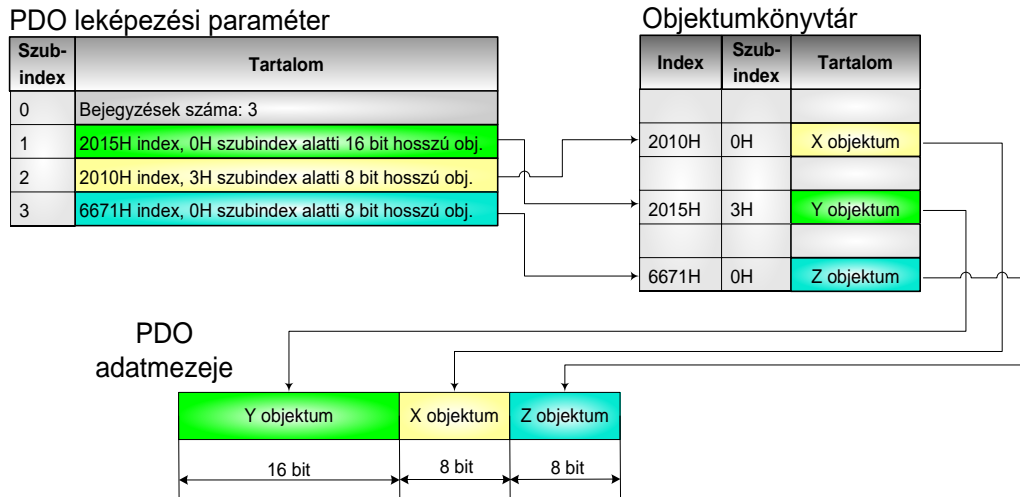 PDO leképezési paraméter
Szub-
index
Tartalom
0
Bejegyzések száma: 3
1
2015H index, 0H szubindex alatti 16 bit hosszú obj.
2
2010H index, 3H szubindex alatti 8 bit hosszú obj.
3
6671H index, 0H szubindex alatti 8 bit hosszú obj.
Objektumkönyvtár
Index
Szub-
index
Tartalom
2010H
0H
X objektum
2015H
3H
Y objektum
6671H
0H
Z objektum
PDO
adatmezeje
Y objektum
X objektum
Z objektum
16 bit
8 bit
8 bit